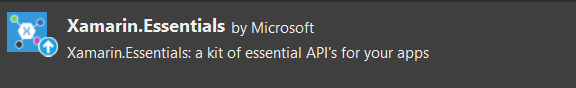 Xamarin.Essentials by Microsoft
Xamarin.Essentials: a kit of essential API's for your apps